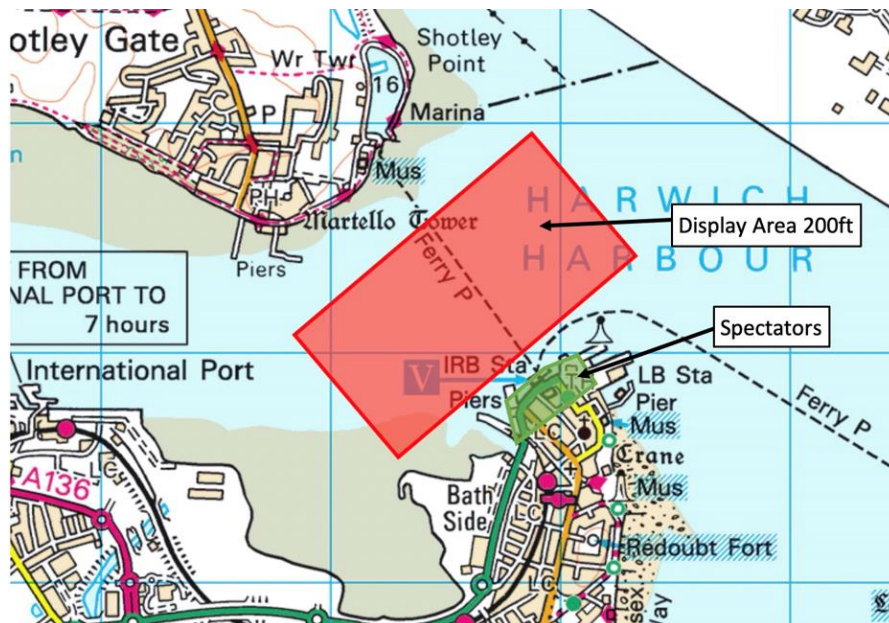 otley Gate
Wr Twr
Shotley
Point
16
Marina
P
Mus
PH
Martello Tower
Piers
HARWICH
HARBOUR
Display Area 200ft
Ferry P
FROM
NAL PORT TO
7 hours
Spectators
International Port
V
IRB Sta
Piers
LB Sta
Pier
Ferry P
Mus
LC
Crane
LC
A136
Bath
Side
LC
Mus
Redoubt Fort
LC